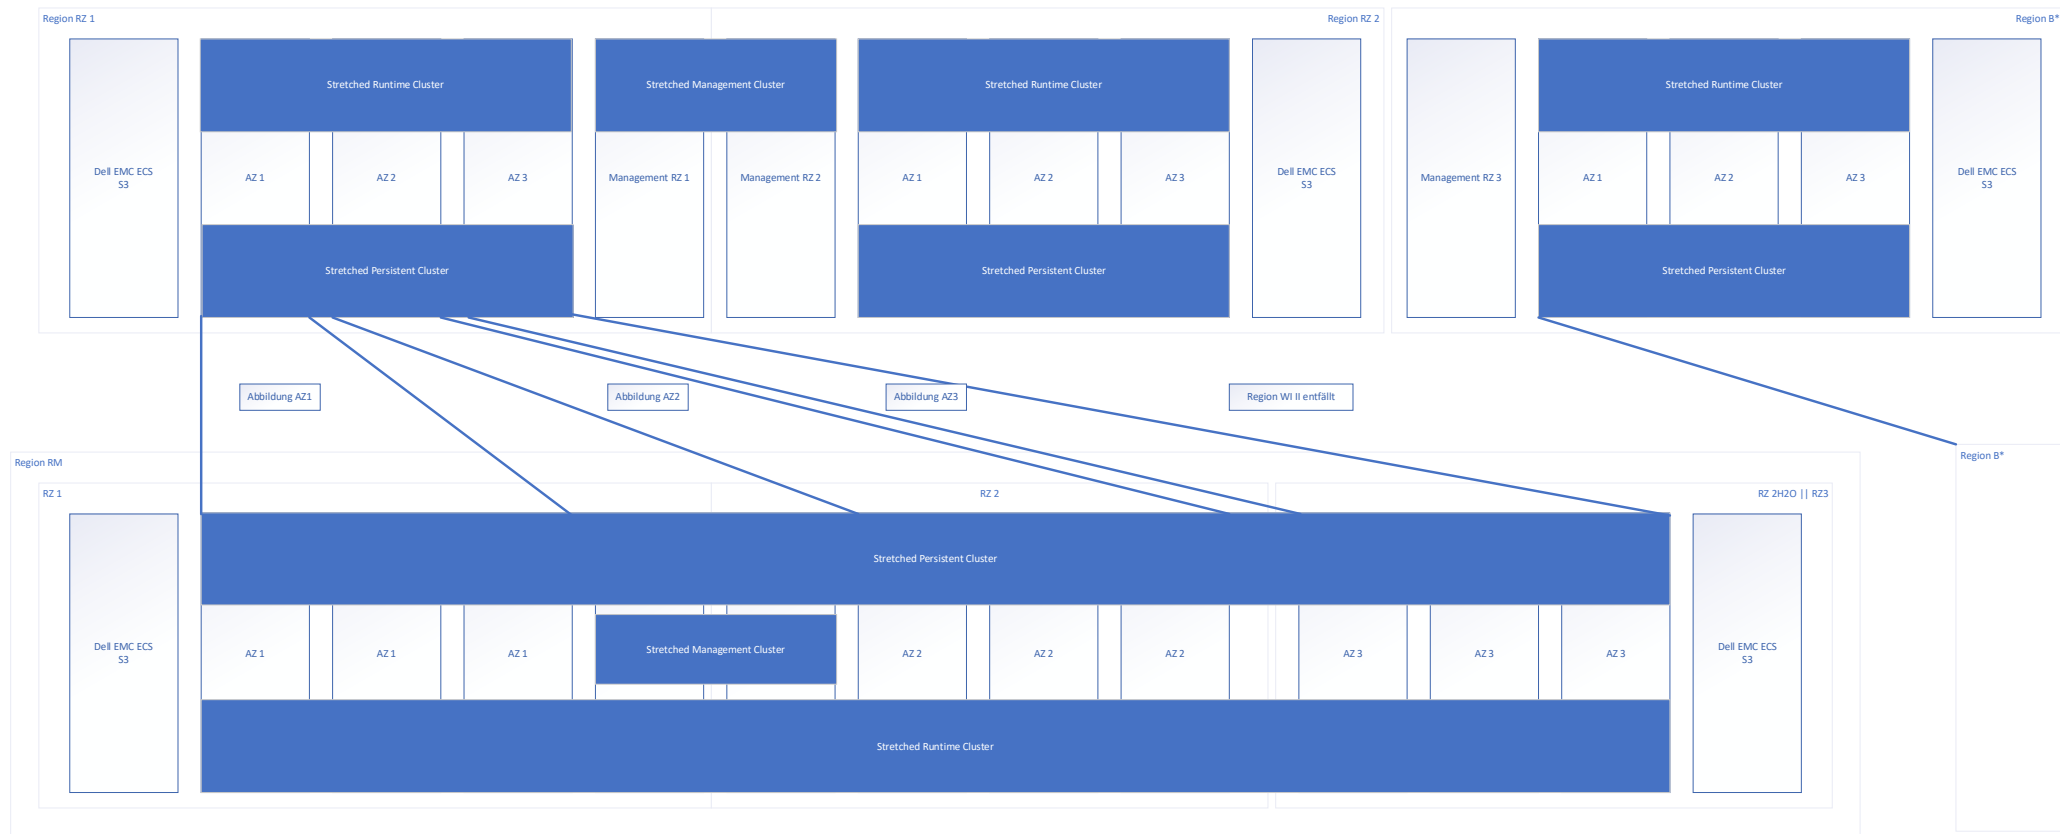 Region RZ 1
Region RZ 2
Region B*
Stretched Runtime Cluster
Stretched Management Cluster
Stretched Runtime Cluster
Stretched Runtime Cluster
Dell EMC ECS
S3
AZ 1
AZ 2
AZ 3
Management RZ 1
Management RZ 2
AZ 1
AZ 2
AZ 3
Dell EMC ECS
S3
Management RZ 3
AZ 1
AZ 2
AZ 3
Dell EMC ECS
S3
Stretched Persistent Cluster
Stretched Persistent Cluster
Stretched Persistent Cluster
Abbildung AZ1
Abbildung AZ2
Abbildung AZ3
Region WI II entfällt
Region RM
Region B*
RZ 1
RZ 2
RZ 2H2O || RZ3
Stretched Persistent Cluster
Dell EMC ECS
S3
AZ 1
AZ 1
AZ 1
Stretched Management Cluster
AZ 2
AZ 2
AZ 2
AZ 3
AZ 3
AZ 3
Dell EMC ECS
S3
Stretched Runtime Cluster